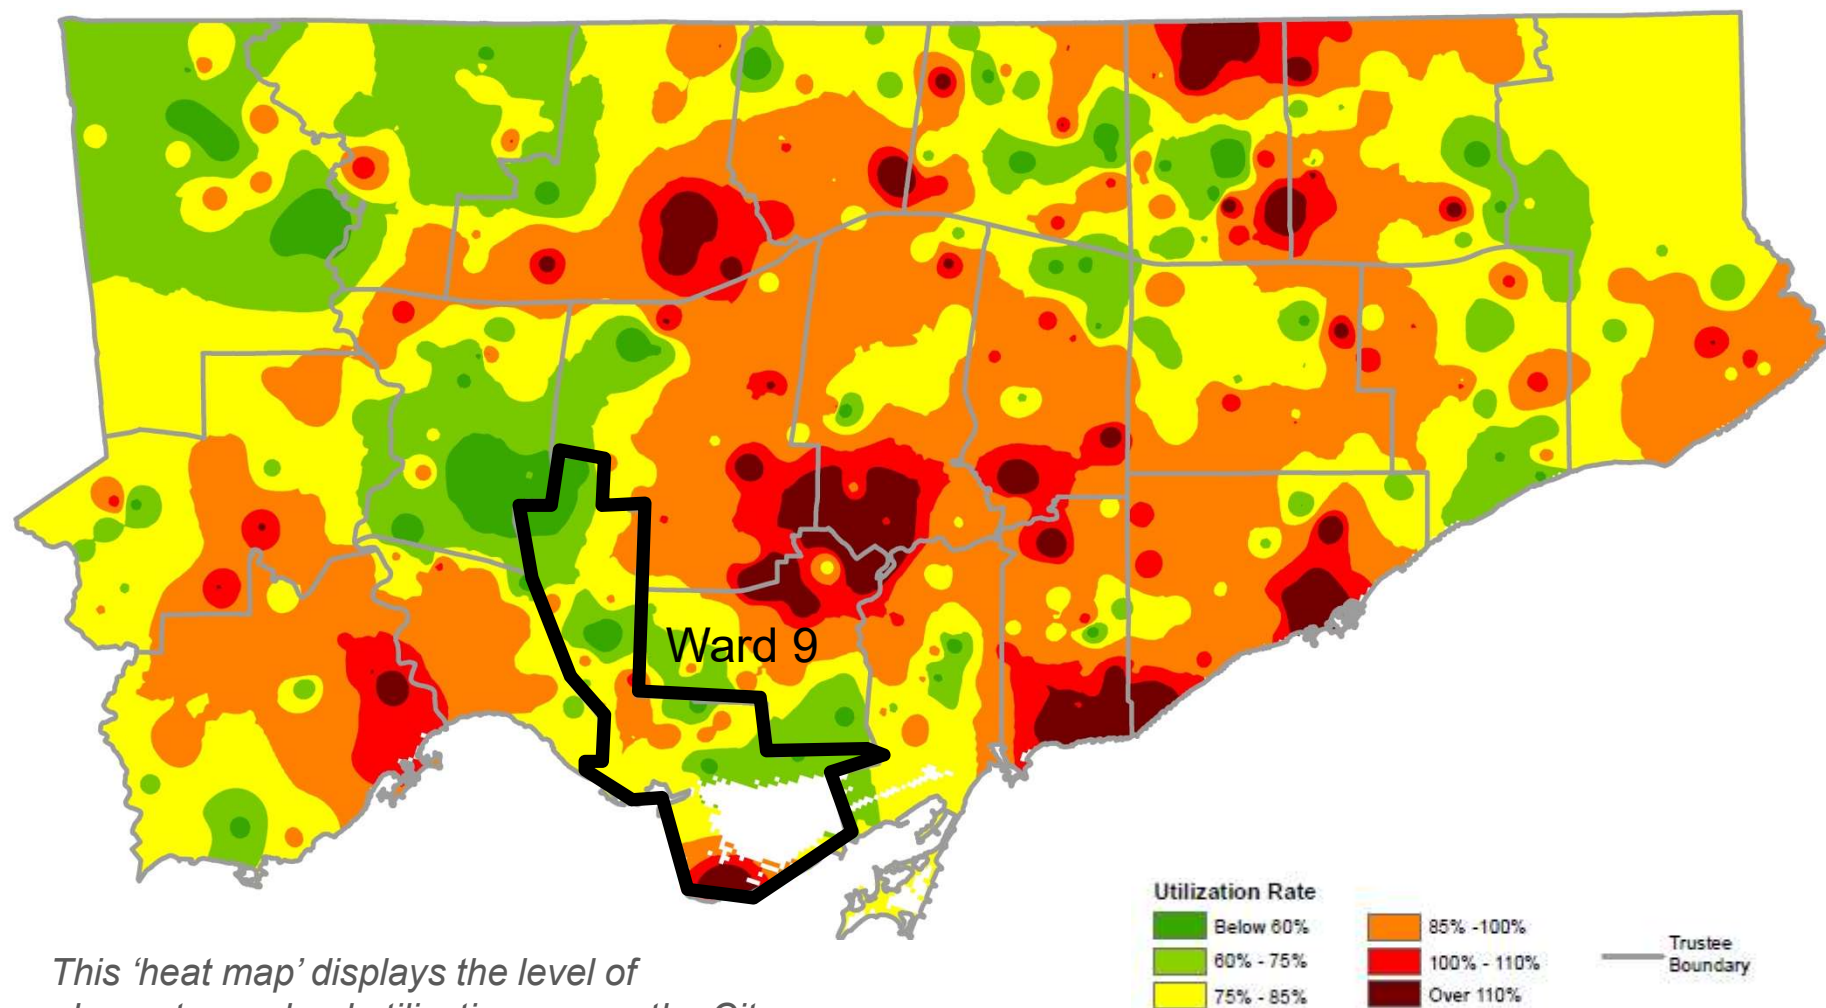 Ward 9
Utilization Rate
Below 60%
60% - 75%
75% - 85%
85% -100%
100% - 110%
Over 110%
Trustee
Boundary
This ‘heat map’ displays the level of